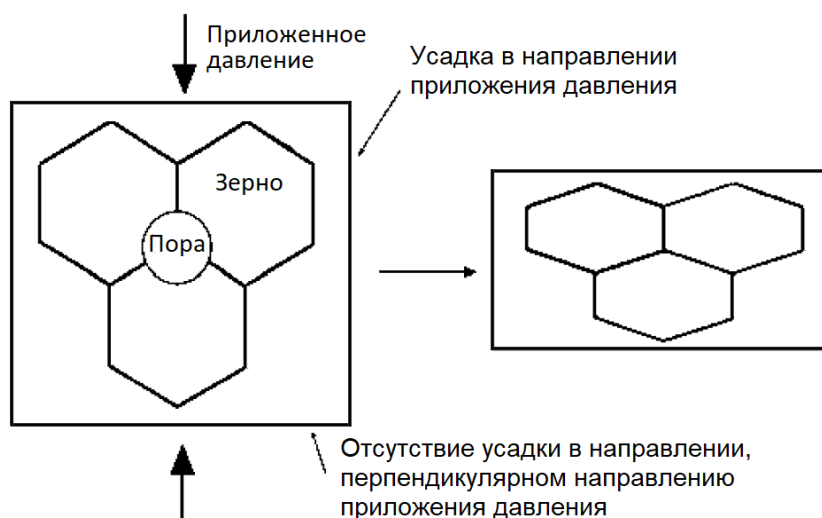 Приложенное
давление
Усадка в направлении
приложения давления
Зерно
Пора
Отсутствие усадки в направлении,
перпендикулярном направлению
приложения давления